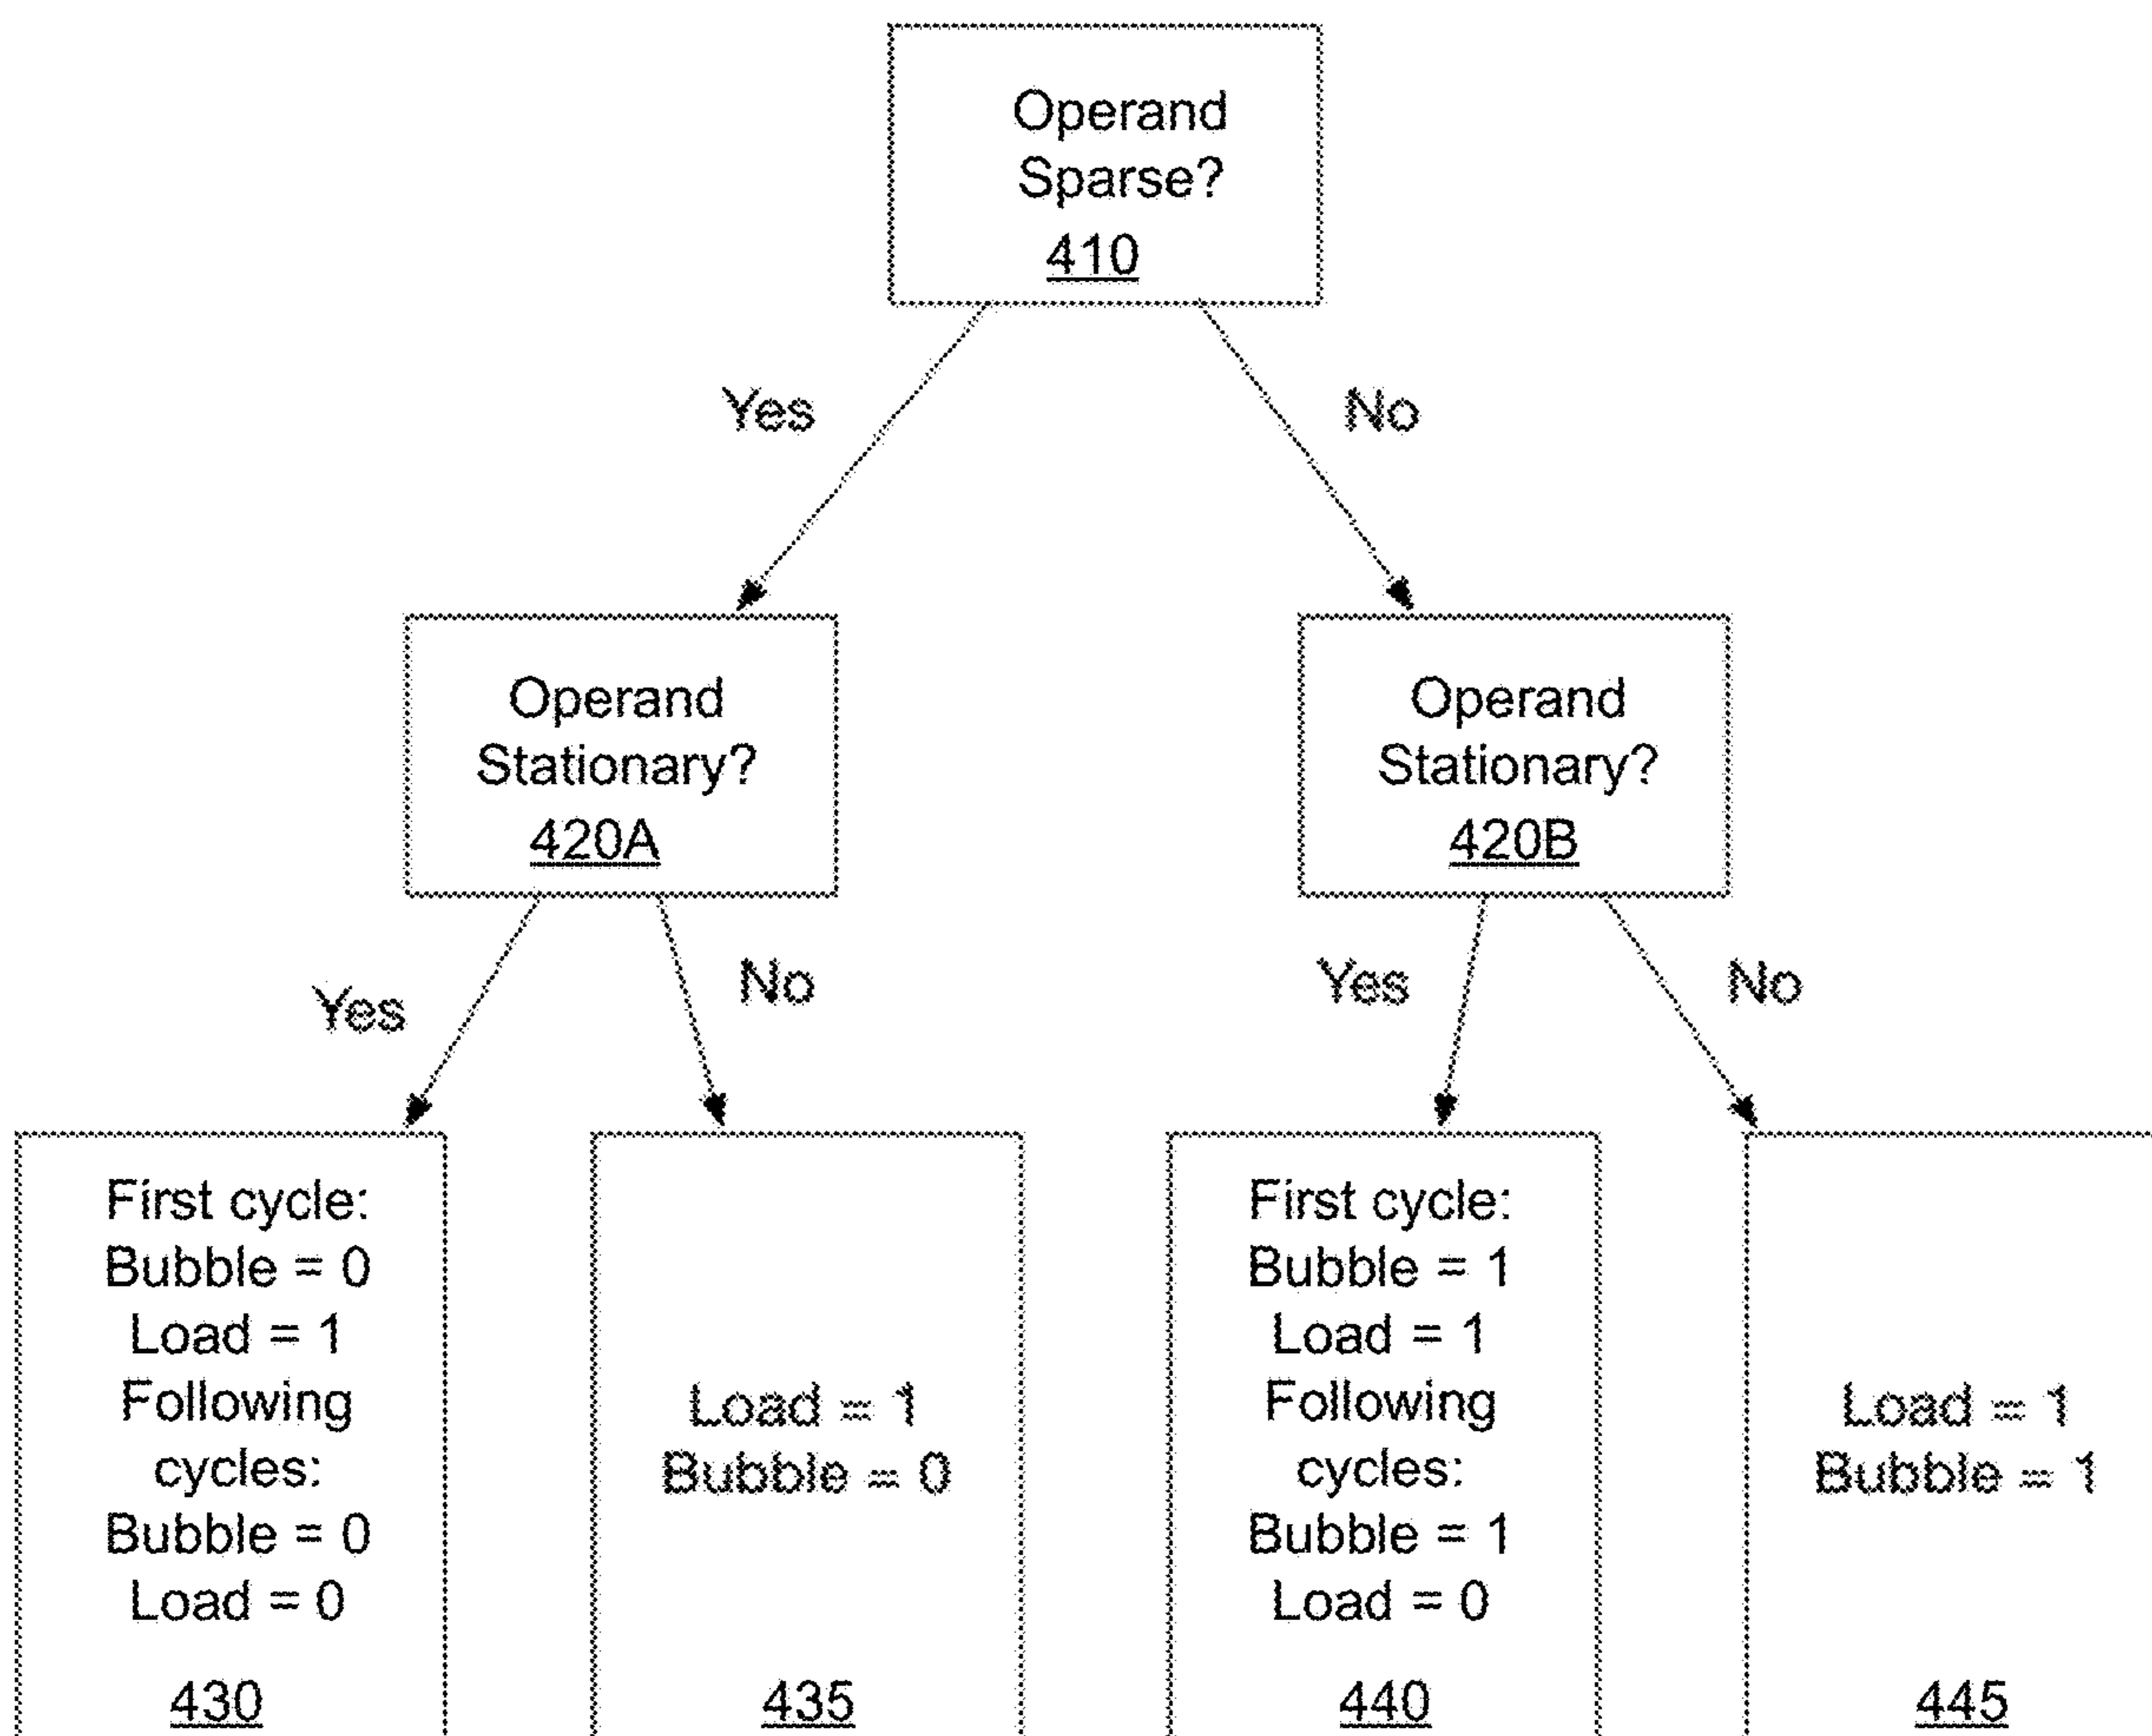 Operand
Sparse?
410
Yes
No
Operand
Stationary?
420A
Operand
Stationary?
420B
Yes
No
Yes
No
First cycle:
Bubble = 0
Load = 1
Following
cycles:
Bubble = 0
Load = 0
430
Load = 1
Bubble = 0
435
First cycle:
Bubble = 1
Load = 1
Following
cycles:
Bubble = 1
Load = 0
440
Load = 1
Bubble = 1
445